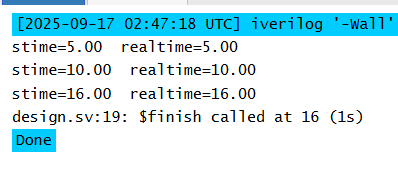 [2025-09-17 02:47:18 UTC] iverilog '-Wall'
stime=5.00  realtime=5.00
stime=10.00  realtime=10.00
stime=16.00  realtime=16.00
design.sv:19: $finish called at 16 (1s)
Done